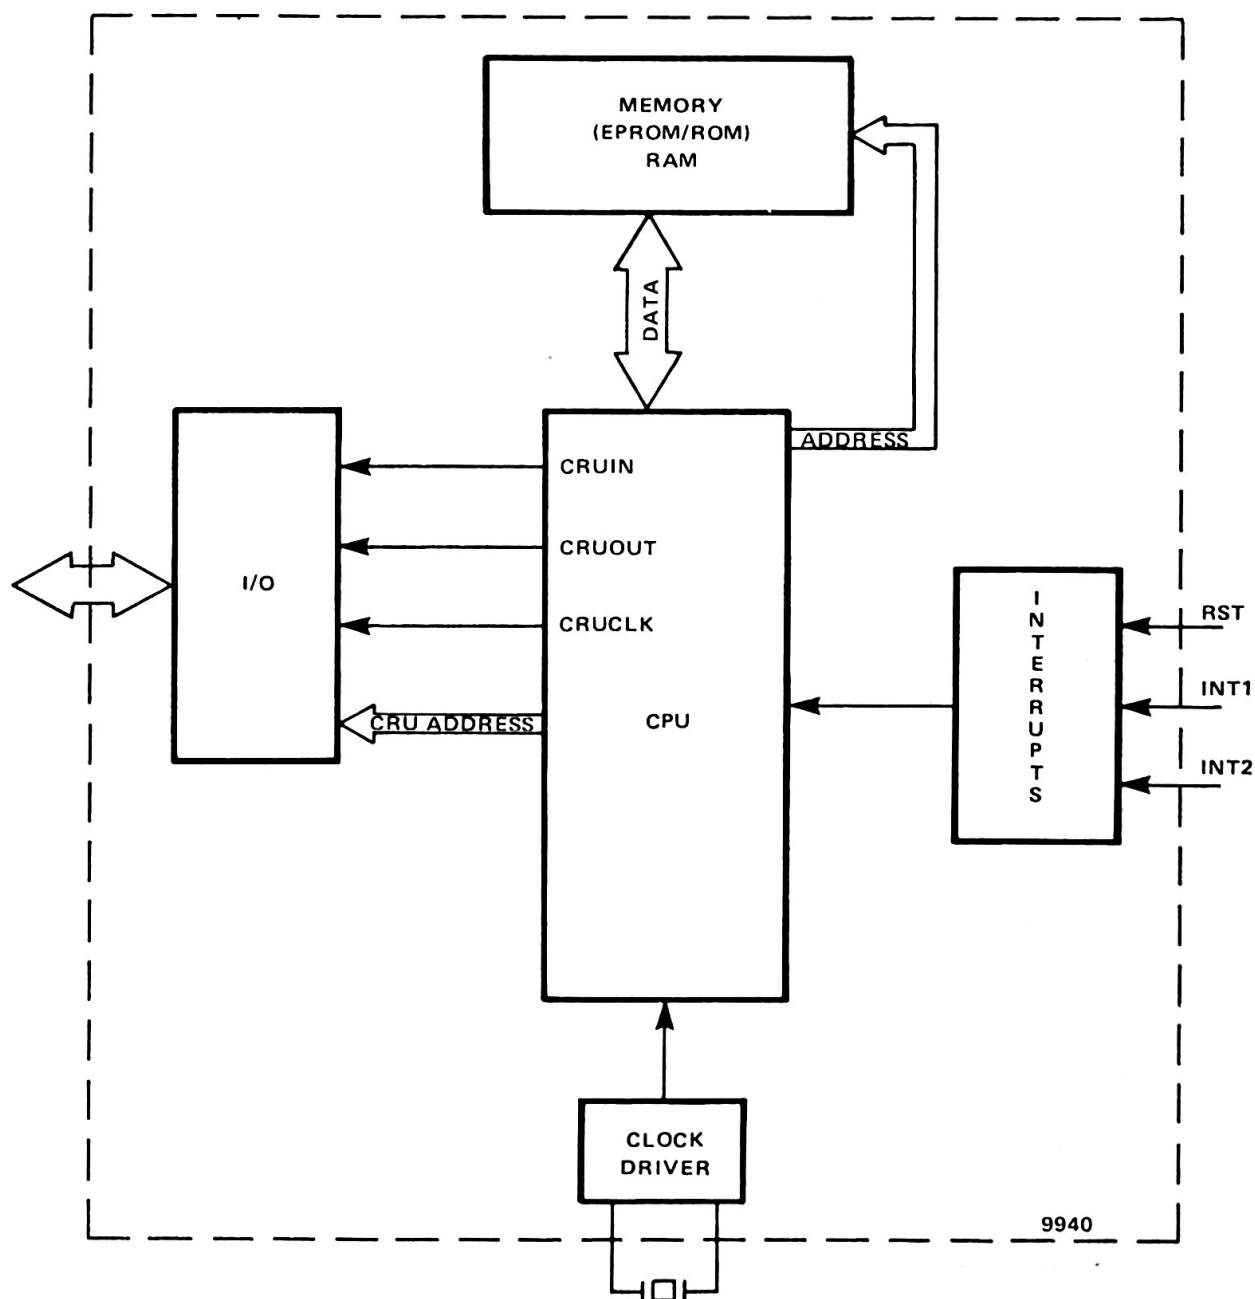 MEMORY
(EPROM/ROM)
RAM
DATA
ADDRESS
CRUIN
CRUOUT
I/O
CRUCLK
CRU ADDRESS
CPU
INTERRUPTS
RST
INT1
INT2
CLOCK
DRIVER
9940